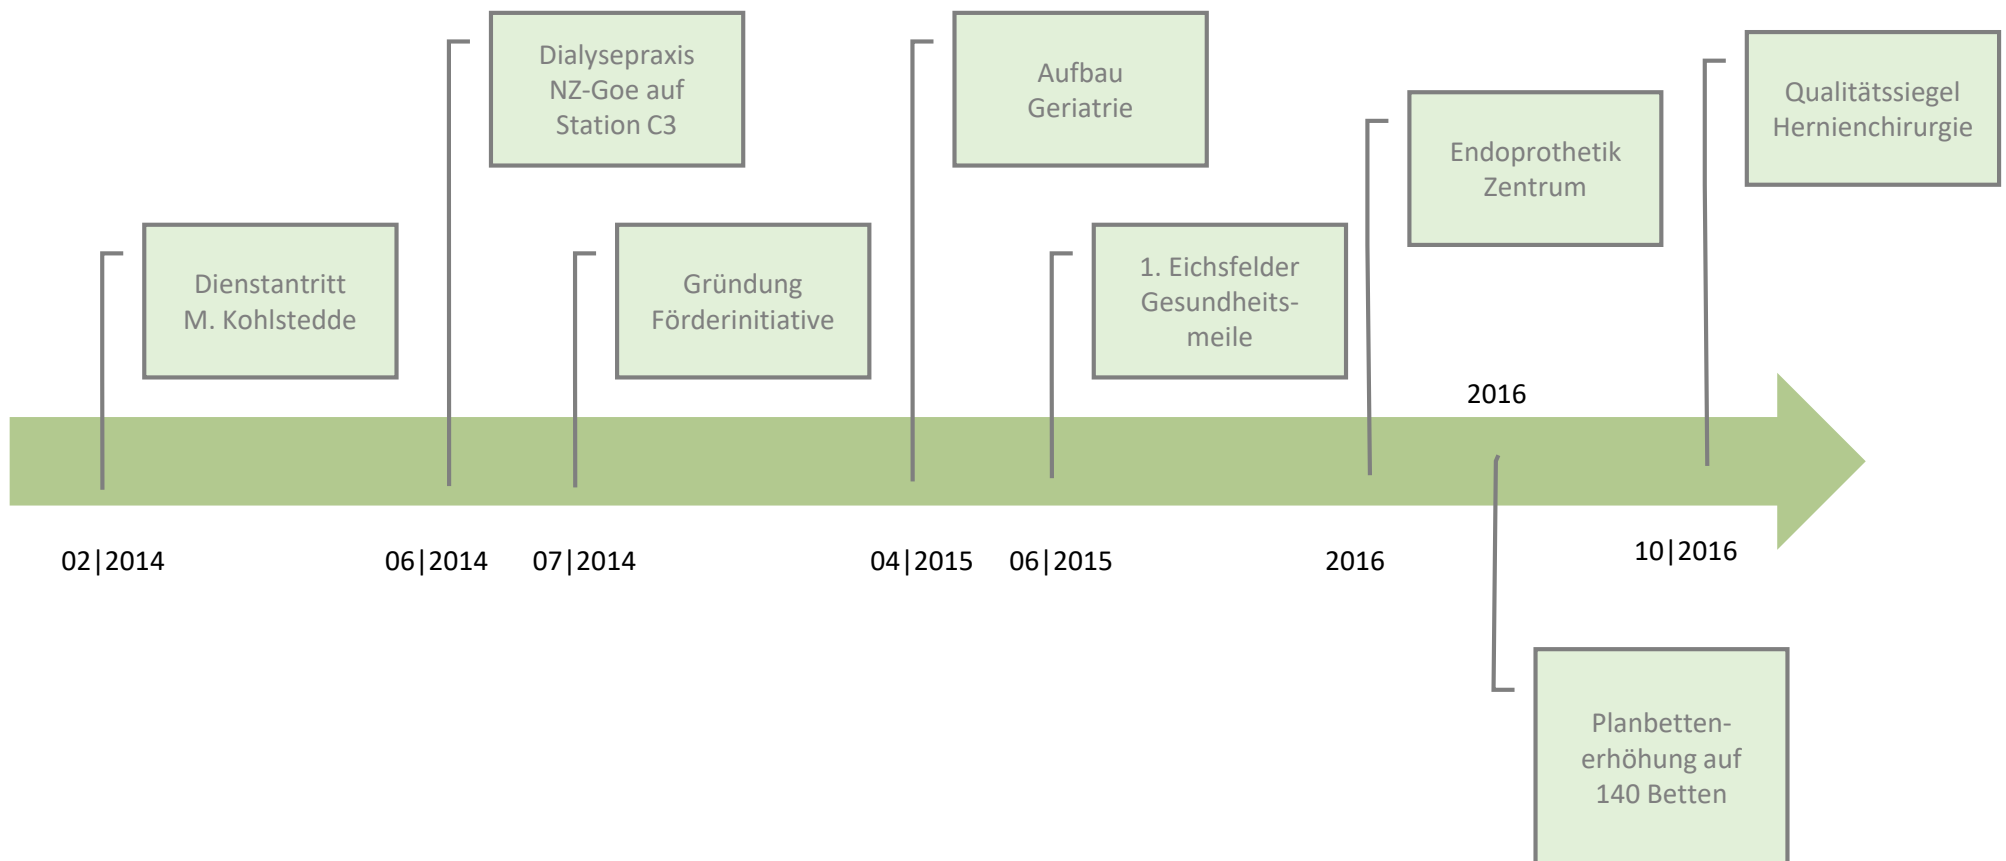 Dialysepraxis
NZ-Goe auf
Station C3
Aufbau
Geriatrie
Qualitätssiegel
Hernienchirurgie
Endoprothetik
Zentrum
Dienstantritt
M. Kohlstedde
Gründung
Förderinitiative
1. Eichsfelder
Gesundheits-
meile
2016
02|2014
06|2014
07|2014
04|2015
06|2015
2016
10|2016
Planbetten-
erhöhung auf
140 Betten